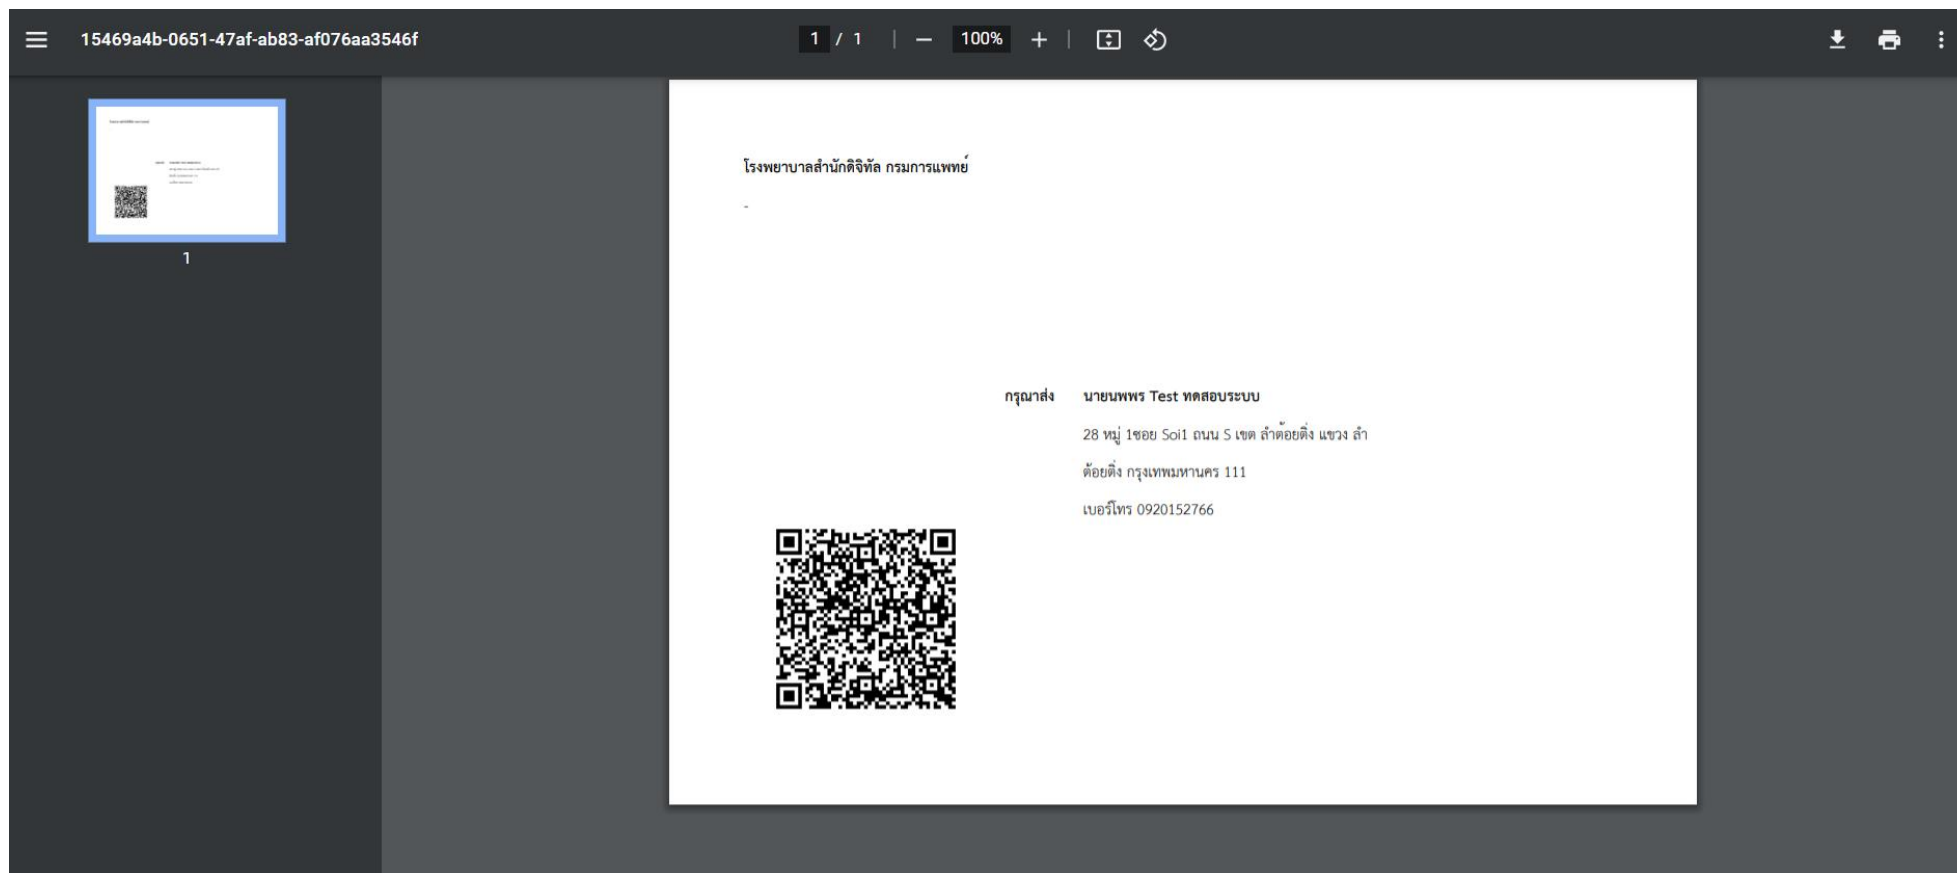 15469a4b-0651-47af-ab83-af076aa3546f
1 / 1 | − 100% + |
1
โรงพยาบาลสำนักดิจิทัล กรมการแพทย์
-
กรุณาส่ง นายนพพร Test ทดสอบระบบ
28 หมู่ 1ซอย Soi1 ถนน S เขต ลำต้อยติ่ง แขวง ลำ
ต้อยติ่ง กรุงเทพมหานคร 111
เบอร์โทร 0920152766